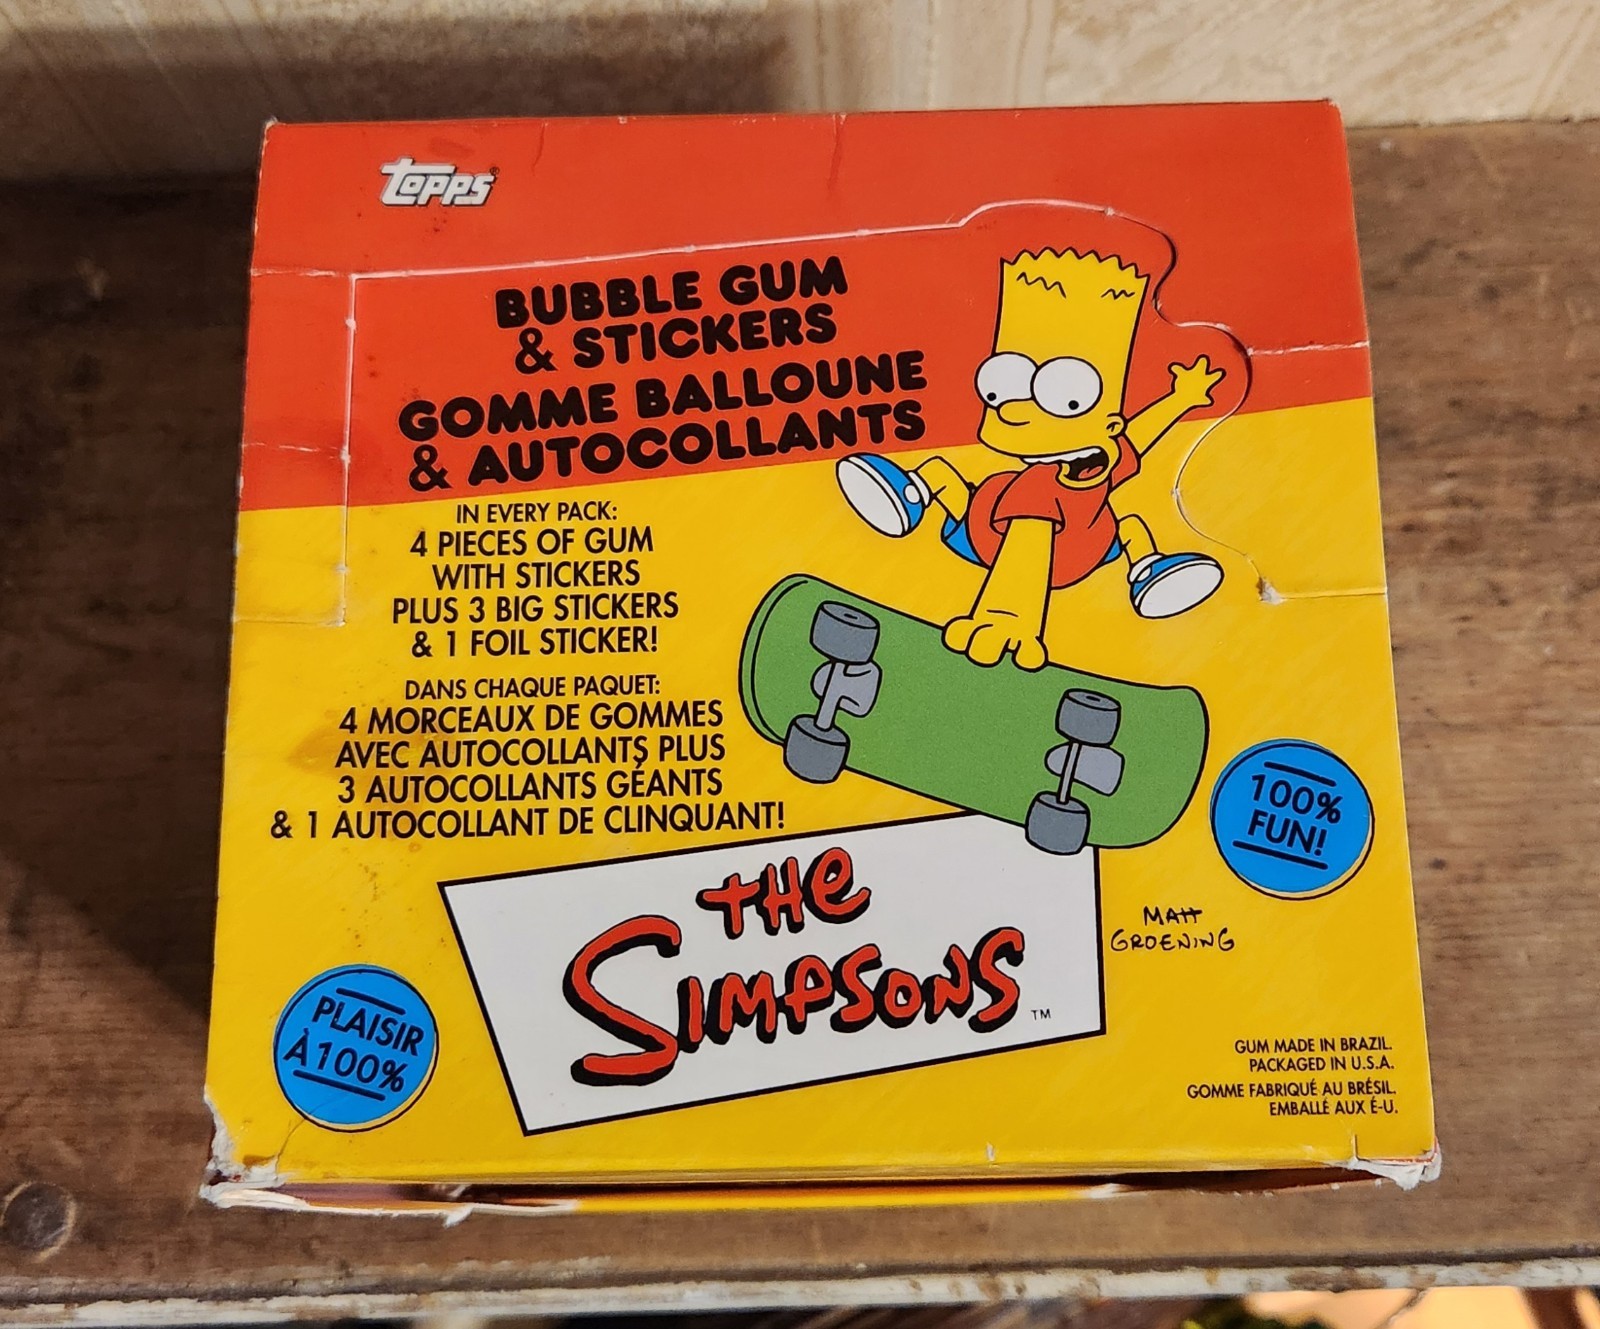 topps®
BUBBLE GUM
& STICKERS
GOMME BALLOUNE
& AUTOCOLLANTS
IN EVERY PACK:
4 PIECES OF GUM
WITH STICKERS
PLUS 3 BIG STICKERS
& 1 FOIL STICKER!
DANS CHAQUE PAQUET:
4 MORCEAUX DE GOMMES
AVEC AUTOCOLLANTS PLUS
3 AUTOCOLLANTS GÉANTS
& 1 AUTOCOLLANT DE CLINQUANT!
100%
FUN!
THE
SIMPSONS™
MATT
GROENING
PLAISIR
À 100%
GUM MADE IN BRAZIL.
PACKAGED IN U.S.A.
GOMME FABRIQUÉ AU BRÉSIL.
EMBALLÉ AUX É-U.